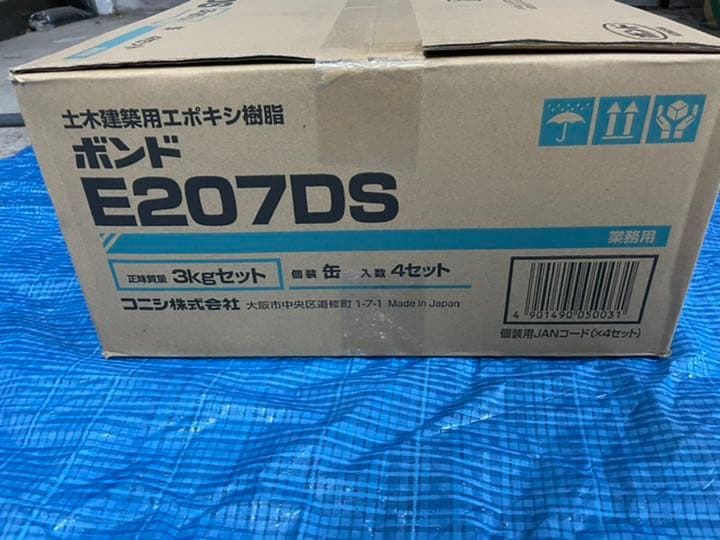 土木建築用エポキシ樹脂
ボンド
E207DS
業務用
正味質量 3kgセット 個装 缶 入数 4セット
コニシ株式会社 大阪市中央区道修町 1-7-1 Made in Japan
4 901490 050031
個装用JANコード(×4セット)